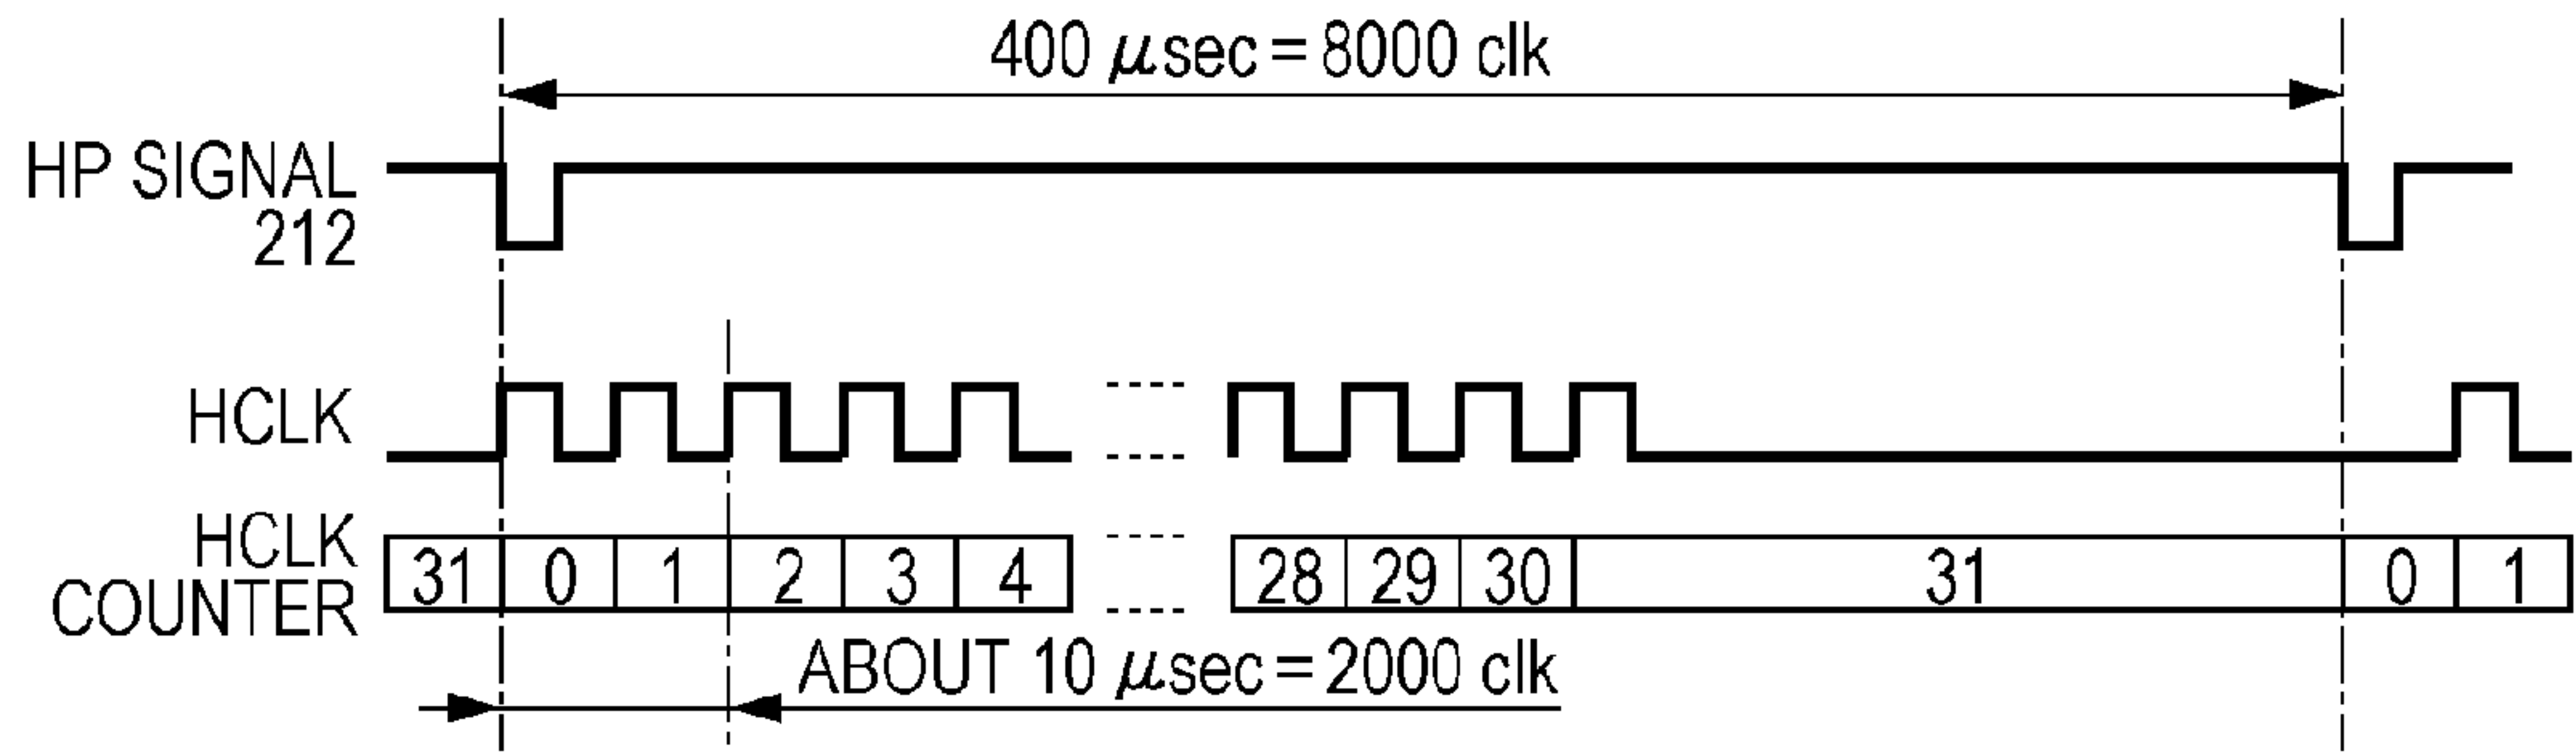 400 μsec = 8000 clk
HP SIGNAL
212
HCLK
HCLK
COUNTER
31 0 1 2 3 4 28 29 30 31 0 1
ABOUT 10 μsec = 2000 clk